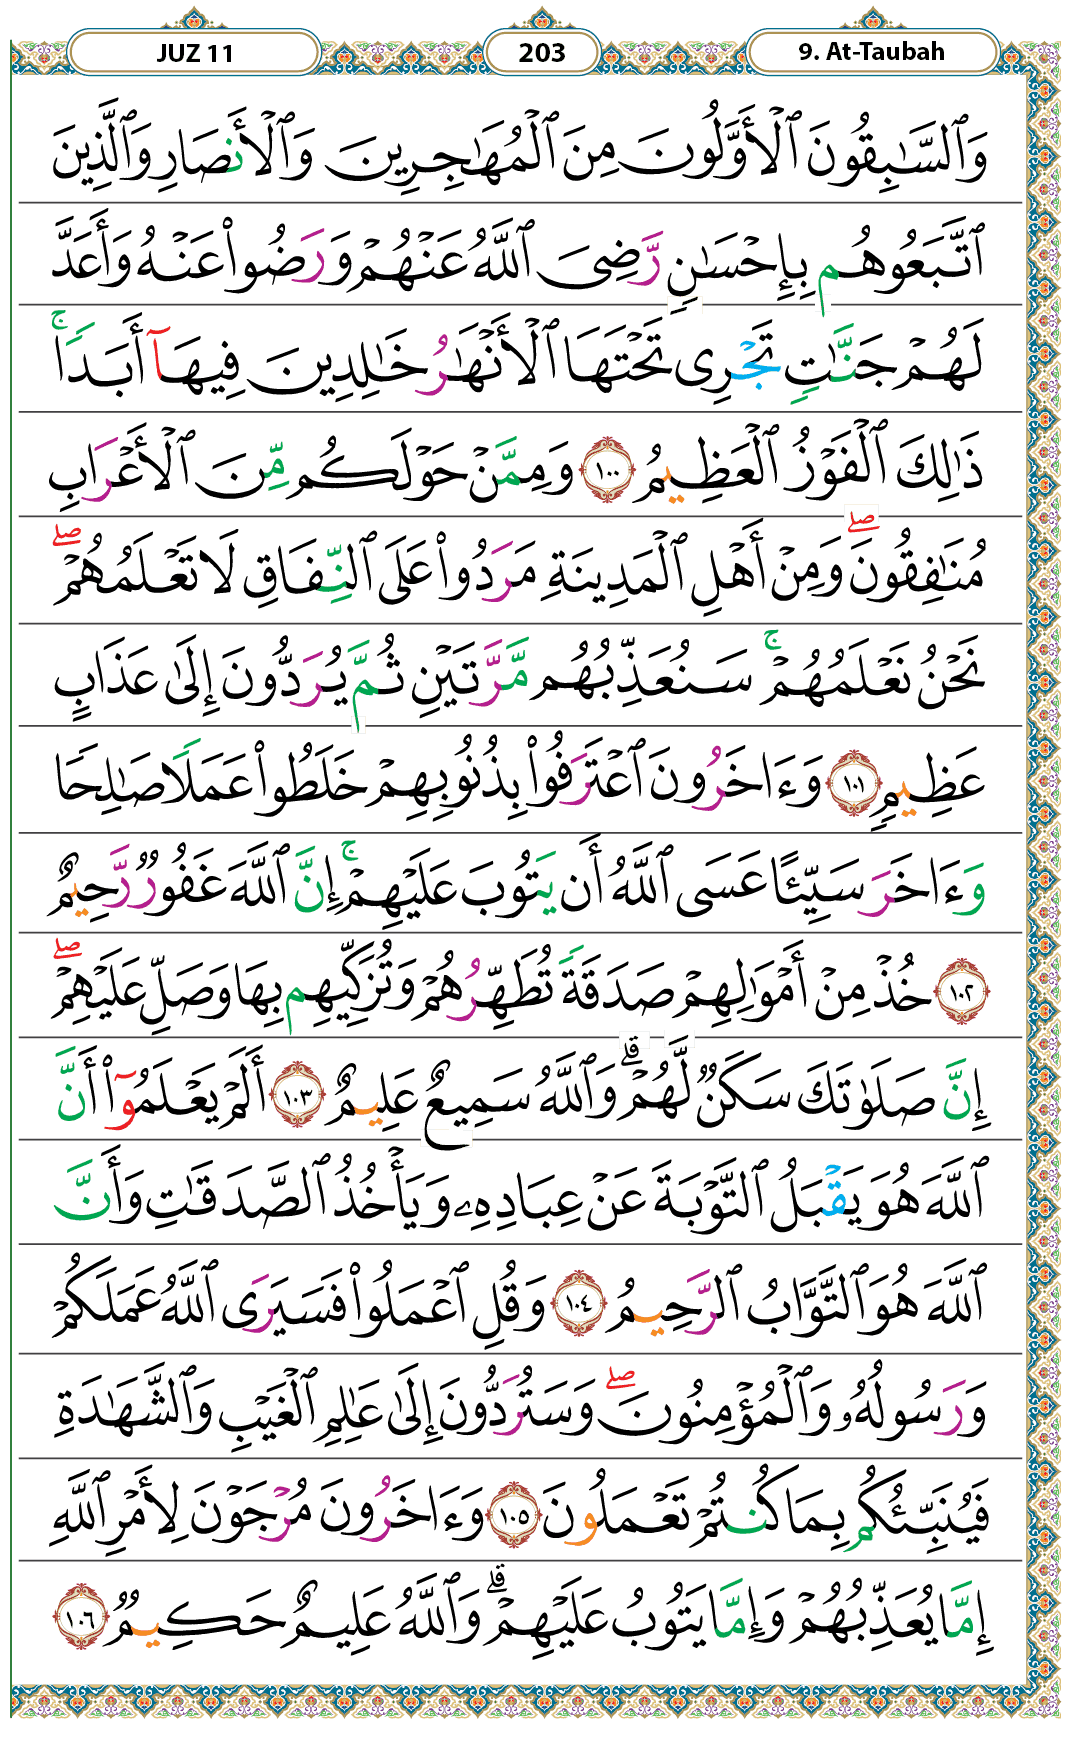 JUZ 11
203
9. At-Taubah
وَٱلسَّٰبِقُونَ ٱلْأَوَّلُونَ مِنَ ٱلْمُهَٰجِرِينَ وَٱلْأَنصَارِ وَٱلَّذِينَ
ٱتَّبَعُوهُم بِإِحْسَٰنٍ رَّضِىَ ٱللَّهُ عَنْهُمْ وَرَضُوا۟ عَنْهُ وَأَعَدَّ
لَهُمْ جَنَّٰتٍ تَجْرِى تَحْتَهَا ٱلْأَنْهَٰرُ خَٰلِدِينَ فِيهَآ أَبَدًا ۚ
ذَٰلِكَ ٱلْفَوْزُ ٱلْعَظِيمُ ١٠٠ وَمِمَّنْ حَوْلَكُم مِّنَ ٱلْأَعْرَابِ
مُنَٰفِقُونَ ۖ وَمِنْ أَهْلِ ٱلْمَدِينَةِ مَرَدُوا۟ عَلَى ٱلنِّفَاقِ لَا تَعْلَمُهُمْ ۖ
نَحْنُ نَعْلَمُهُمْ ۚ سَنُعَذِّبُهُم مَّرَّتَيْنِ ثُمَّ يُرَدُّونَ إِلَىٰ عَذَابٍ
عَظِيمٍ ١٠١ وَءَاخَرُونَ ٱعْتَرَفُوا۟ بِذُنُوبِهِمْ خَلَطُوا۟ عَمَلًا صَٰلِحًا
وَءَاخَرَ سَيِّئًا عَسَى ٱللَّهُ أَن يَتُوبَ عَلَيْهِمْ ۚ إِنَّ ٱللَّهَ غَفُورٌ رَّحِيمٌ
١٠٢ خُذْ مِنْ أَمْوَٰلِهِمْ صَدَقَةً تُطَهِّرُهُمْ وَتُزَكِّيهِم بِهَا وَصَلِّ عَلَيْهِمْ ۖ
إِنَّ صَلَوٰتَكَ سَكَنٌ لَّهُمْ ۗ وَٱللَّهُ سَمِيعٌ عَلِيمٌ ١٠٣ أَلَمْ يَعْلَمُوٓا۟ أَنَّ
ٱللَّهَ هُوَ يَقْبَلُ ٱلتَّوْبَةَ عَنْ عِبَادِهِۦ وَيَأْخُذُ ٱلصَّدَقَٰتِ وَأَنَّ
ٱللَّهَ هُوَ ٱلتَّوَّابُ ٱلرَّحِيمُ ١٠٤ وَقُلِ ٱعْمَلُوا۟ فَسَيَرَى ٱللَّهُ عَمَلَكُمْ
وَرَسُولُهُۥ وَٱلْمُؤْمِنُونَ ۖ وَسَتُرَدُّونَ إِلَىٰ عَٰلِمِ ٱلْغَيْبِ وَٱلشَّهَٰدَةِ
فَيُنَبِّئُكُم بِمَا كُنتُمْ تَعْمَلُونَ ١٠٥ وَءَاخَرُونَ مُرْجَوْنَ لِأَمْرِ ٱللَّهِ
إِمَّا يُعَذِّبُهُمْ وَإِمَّا يَتُوبُ عَلَيْهِمْ ۗ وَٱللَّهُ عَلِيمٌ حَكِيمٌ ١٠٦